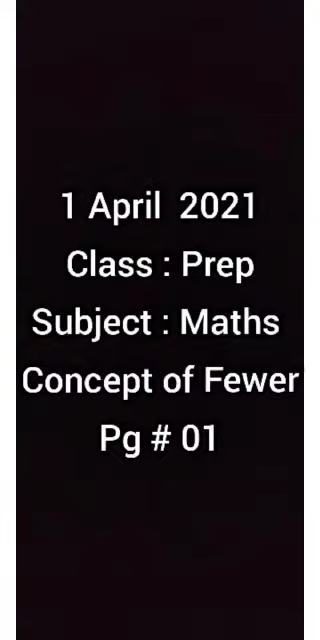 1 April 2021
Class : Prep
Subject : Maths
Concept of Fewer
Pg # 01